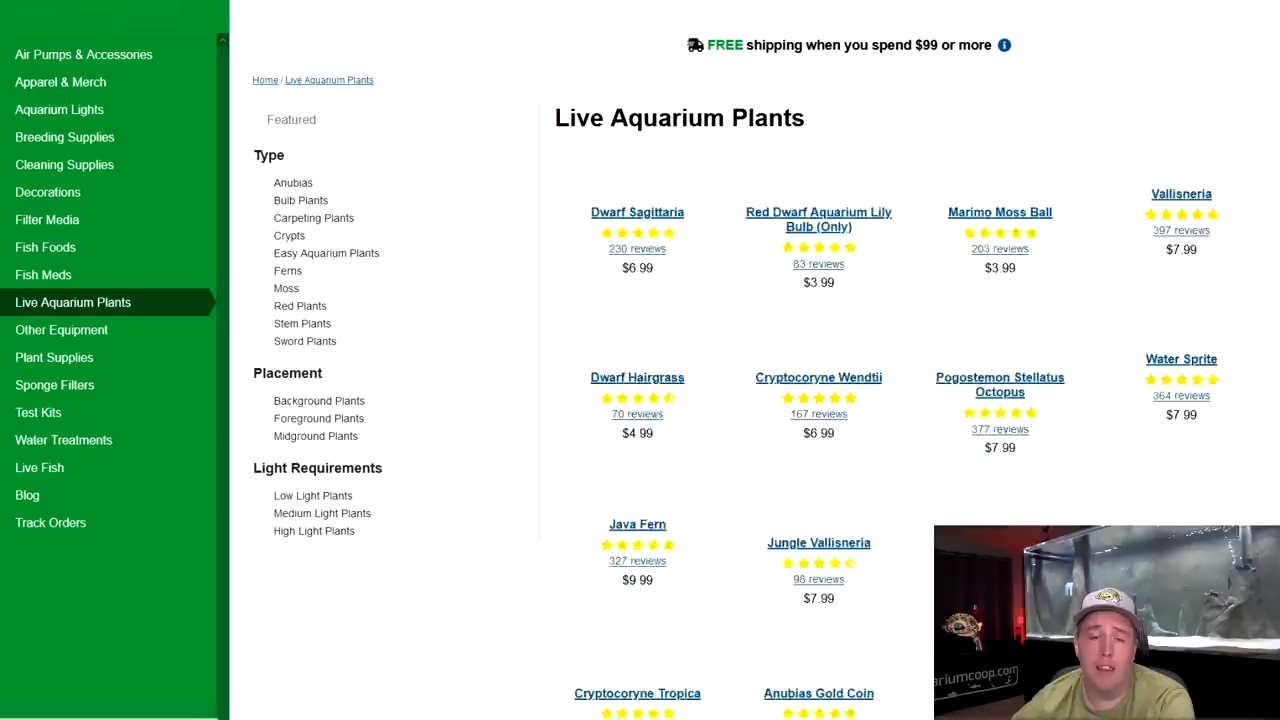 Air Pumps & Accessories
Apparel & Merch
Aquarium Lights
Breeding Supplies
Cleaning Supplies
Decorations
Filter Media
Fish Foods
Fish Meds
Live Aquarium Plants
Other Equipment
Plant Supplies
Sponge Filters
Test Kits
Water Treatments
Live Fish
Blog
Track Orders
FREE shipping when you spend $99 or more
Home / Live Aquarium Plants
Featured
Type
Anubias
Bulb Plants
Carpeting Plants
Crypts
Easy Aquarium Plants
Ferns
Moss
Red Plants
Stem Plants
Sword Plants
Placement
Background Plants
Foreground Plants
Midground Plants
Light Requirements
Low Light Plants
Medium Light Plants
High Light Plants
Live Aquarium Plants
Dwarf Sagittaria
230 reviews
$6.99
Red Dwarf Aquarium Lily
Bulb (Only)
83 reviews
$3.99
Marimo Moss Ball
203 reviews
$3.99
Vallisneria
397 reviews
$7.99
Dwarf Hairgrass
70 reviews
$4.99
Cryptocoryne Wendtii
167 reviews
$6.99
Pogostemon Stellatus
Octopus
377 reviews
$7.99
Water Sprite
364 reviews
$7.99
Java Fern
327 reviews
$9.99
Jungle Vallisneria
98 reviews
$7.99
Cryptocoryne Tropica
Anubias Gold Coin
ariumcoop.com